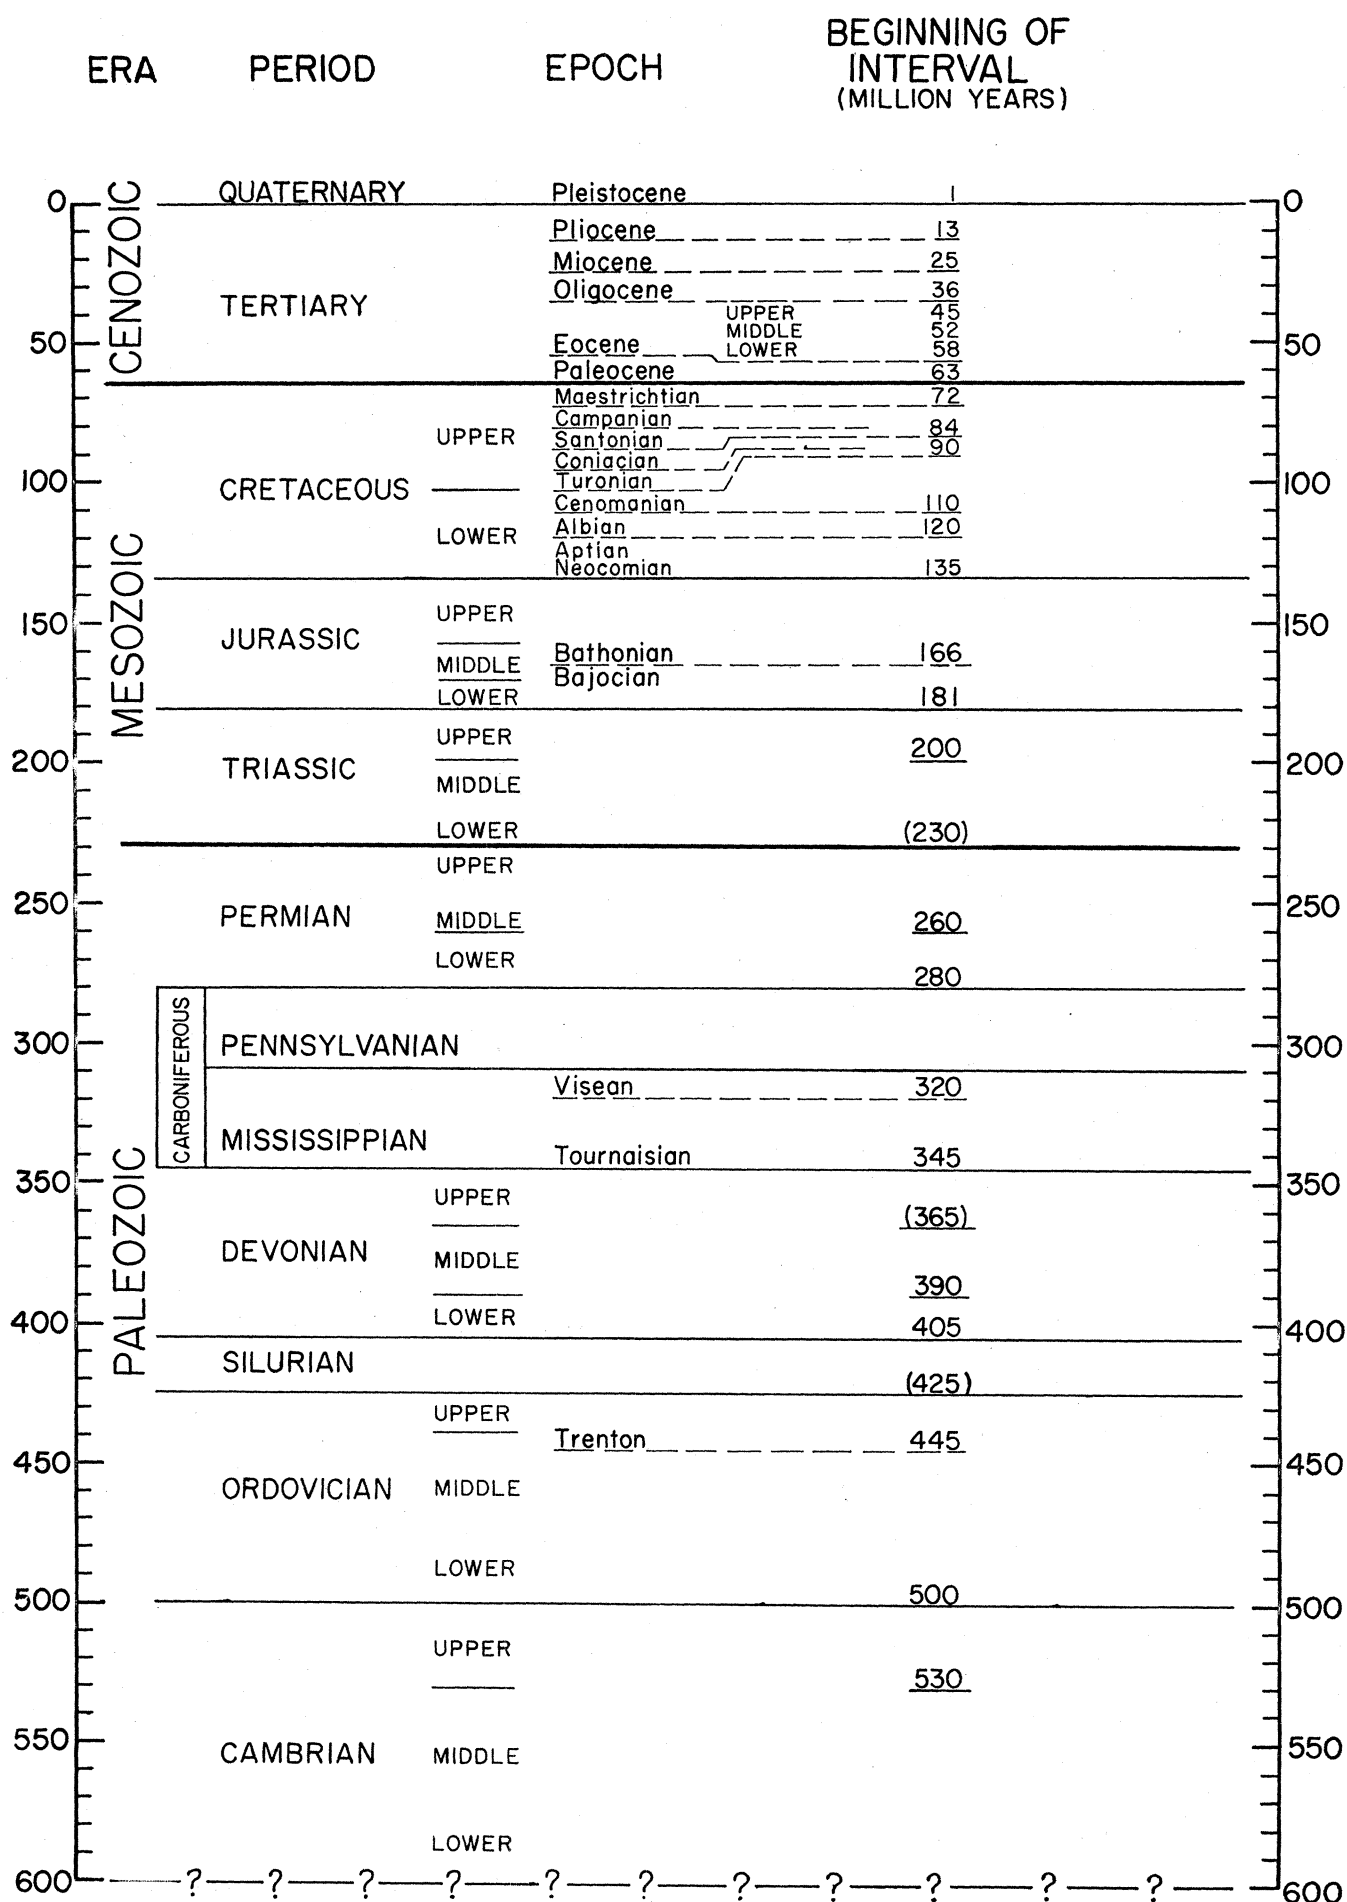 BEGINNING OF
ERA PERIOD EPOCH INTERVAL
(MILLION YEARS)
0 CENOZOIC QUATERNARY Pleistocene 1 0
Pliocene 13
Miocene 25
TERTIARY Oligocene 36
UPPER 45
MIDDLE 52
50 Eocene LOWER 58 50
Paleocene 63
MESOZOIC
Maestrichtian 72
Campanian
UPPER Santonian 84
Coniacian 90
100 CRETACEOUS Turonian 100
Cenomanian 110
LOWER Albian 120
Aptian
Neocomian 135
150 UPPER 150
JURASSIC
MIDDLE Bathonian 166
Bajocian
LOWER 181
UPPER 200
200 TRIASSIC 200
MIDDLE
LOWER (230)
PALEOZOIC
UPPER
250 250
PERMIAN MIDDLE 260
LOWER 280
CARBONIFEROUS
300 PENNSYLVANIAN 300
Visean 320
MISSISSIPPIAN
Tournaisian 345
350 350
UPPER (365)
DEVONIAN MIDDLE
390
400 LOWER 405 400
SILURIAN
(425)
UPPER
Trenton 445
450 450
ORDOVICIAN MIDDLE
LOWER
500 500 500
UPPER
530
550 550
CAMBRIAN MIDDLE
LOWER
600 ? ? ? ? ? ? ? ? ? ? ? 600